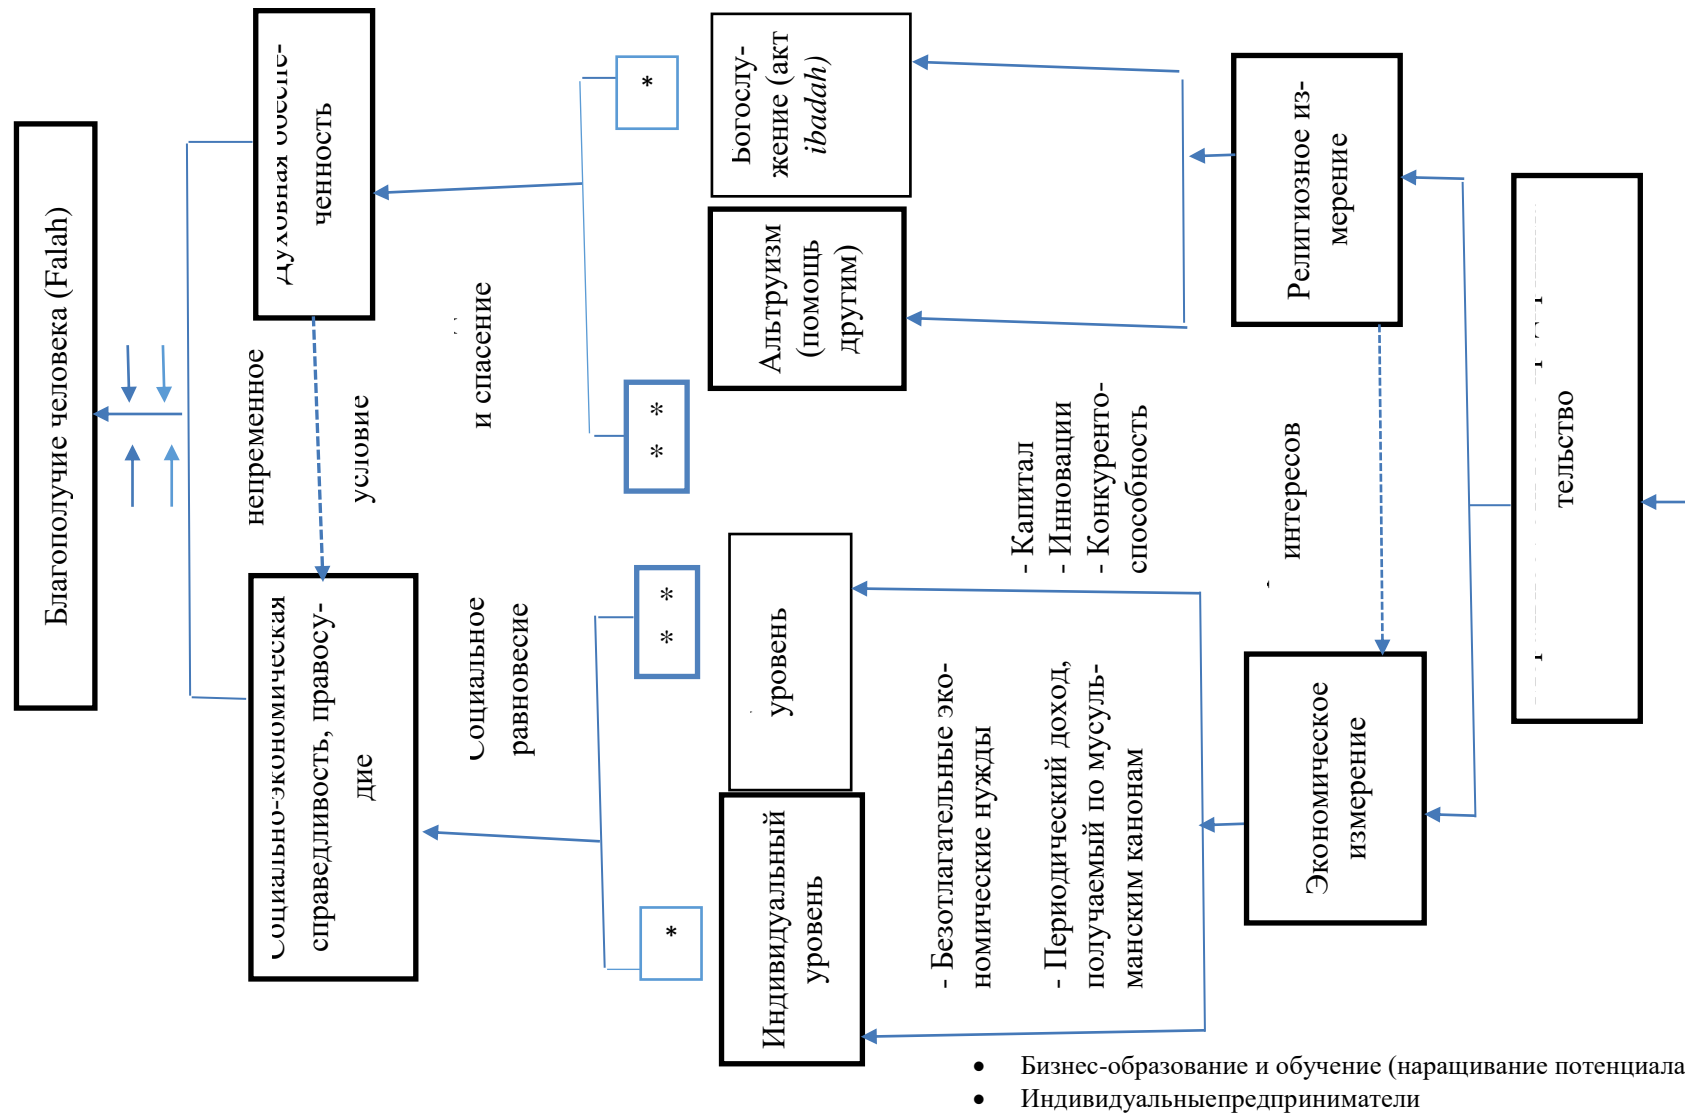 Благополучие человека (Falah)
Духовная обеспе-
ченность
непременное
условие
Социально-экономическая
справедливость, правосу-
дие
и спасение
Социальное
равновесие
*
*
*
*
*
*
Богослу-
жение (акт
ibadah)
Альтруизм
(помощь
другим)
уровень
Индивидуальный
уровень
- Капитал
- Инновации
- Конкуренто-
способность
- Безотлагательные эко-
номические нужды
- Периодический доход,
получаемый по мусуль-
манским канонам
Религиозное из-
мерение
интересов
Экономическое
измерение
тельство
• Бизнес-образование и обучение (наращивание потенциала
• Индивидуальныепредприниматели